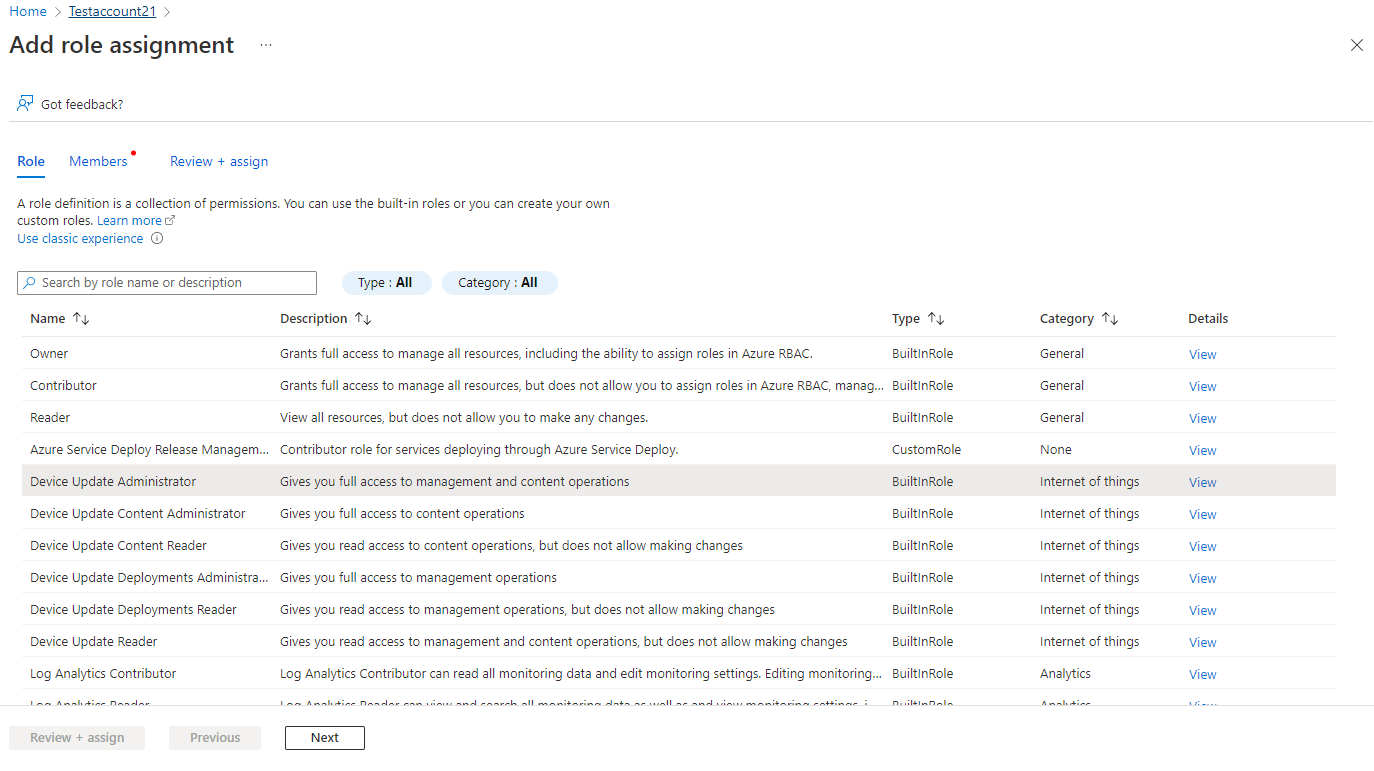 Home > Testaccount21 >
Add role assignment ...
Got feedback?
Role Members Review + assign
A role definition is a collection of permissions. You can use the built-in roles or you can create your own
custom roles. Learn more
Use classic experience
Search by role name or description Type : All Category : All
Name Description Type Category Details
Owner Grants full access to manage all resources, including the ability to assign roles in Azure RBAC. BuiltInRole General View
Contributor Grants full access to manage all resources, but does not allow you to assign roles in Azure RBAC, manag... BuiltInRole General View
Reader View all resources, but does not allow you to make any changes. BuiltInRole General View
Azure Service Deploy Release Managem... Contributor role for services deploying through Azure Service Deploy. CustomRole None View
Device Update Administrator Gives you full access to management and content operations BuiltInRole Internet of things View
Device Update Content Administrator Gives you full access to content operations BuiltInRole Internet of things View
Device Update Content Reader Gives you read access to content operations, but does not allow making changes BuiltInRole Internet of things View
Device Update Deployments Administra... Gives you full access to management operations BuiltInRole Internet of things View
Device Update Deployments Reader Gives you read access to management operations, but does not allow making changes BuiltInRole Internet of things View
Device Update Reader Gives you read access to management and content operations, but does not allow making changes BuiltInRole Internet of things View
Log Analytics Contributor Log Analytics Contributor can read all monitoring data and edit monitoring settings. Editing monitoring... BuiltInRole Analytics View
Log Analytics Reader Log Analytics Reader can view and search all monitoring data as well as and view monitoring settings, i BuiltInRole Analytics View
Review + assign Previous Next